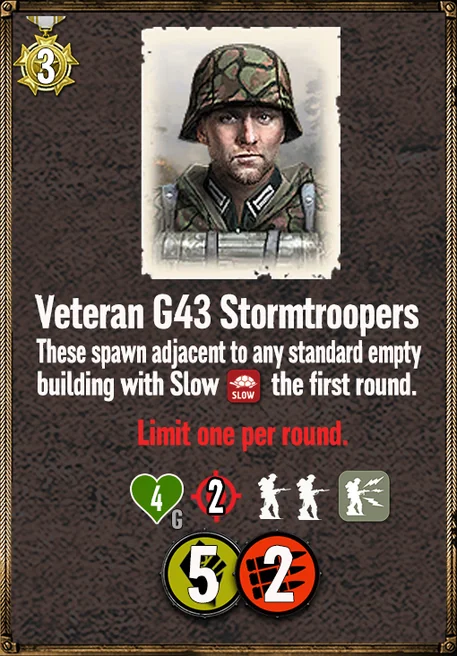 3
Veteran G43 Stormtroopers
These spawn adjacent to any standard empty
building with Slow SLOW the first round.
Limit one per round.
4 G 2
5 2